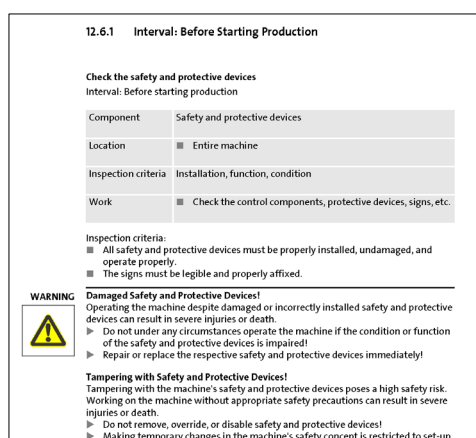 12.6.1 Interval: Before Starting Production
Check the safety and protective devices
Interval: Before starting production
Component Safety and protective devices
Location ■ Entire machine
Inspection criteria Installation, function, condition
Work ■ Check the control components, protective devices, signs, etc.
Inspection criteria:
■ All safety and protective devices must be properly installed, undamaged, and
operate properly.
■ The signs must be legible and properly affixed.
WARNING Damaged Safety and Protective Devices!
Operating the machine despite damaged or incorrectly installed safety and protective
devices can result in severe injuries or death.
▶ Do not under any circumstances operate the machine if the condition or function
of the safety and protective devices is impaired!
▶ Repair or replace the respective safety and protective devices immediately!
Tampering with Safety and Protective Devices!
Tampering with the machine's safety and protective devices poses a high safety risk.
Working on the machine without appropriate safety precautions can result in severe
injuries or death.
▶ Do not remove, override, or disable safety and protective devices!
▶ Making temporary changes in the machine's safety concept is restricted to set-up